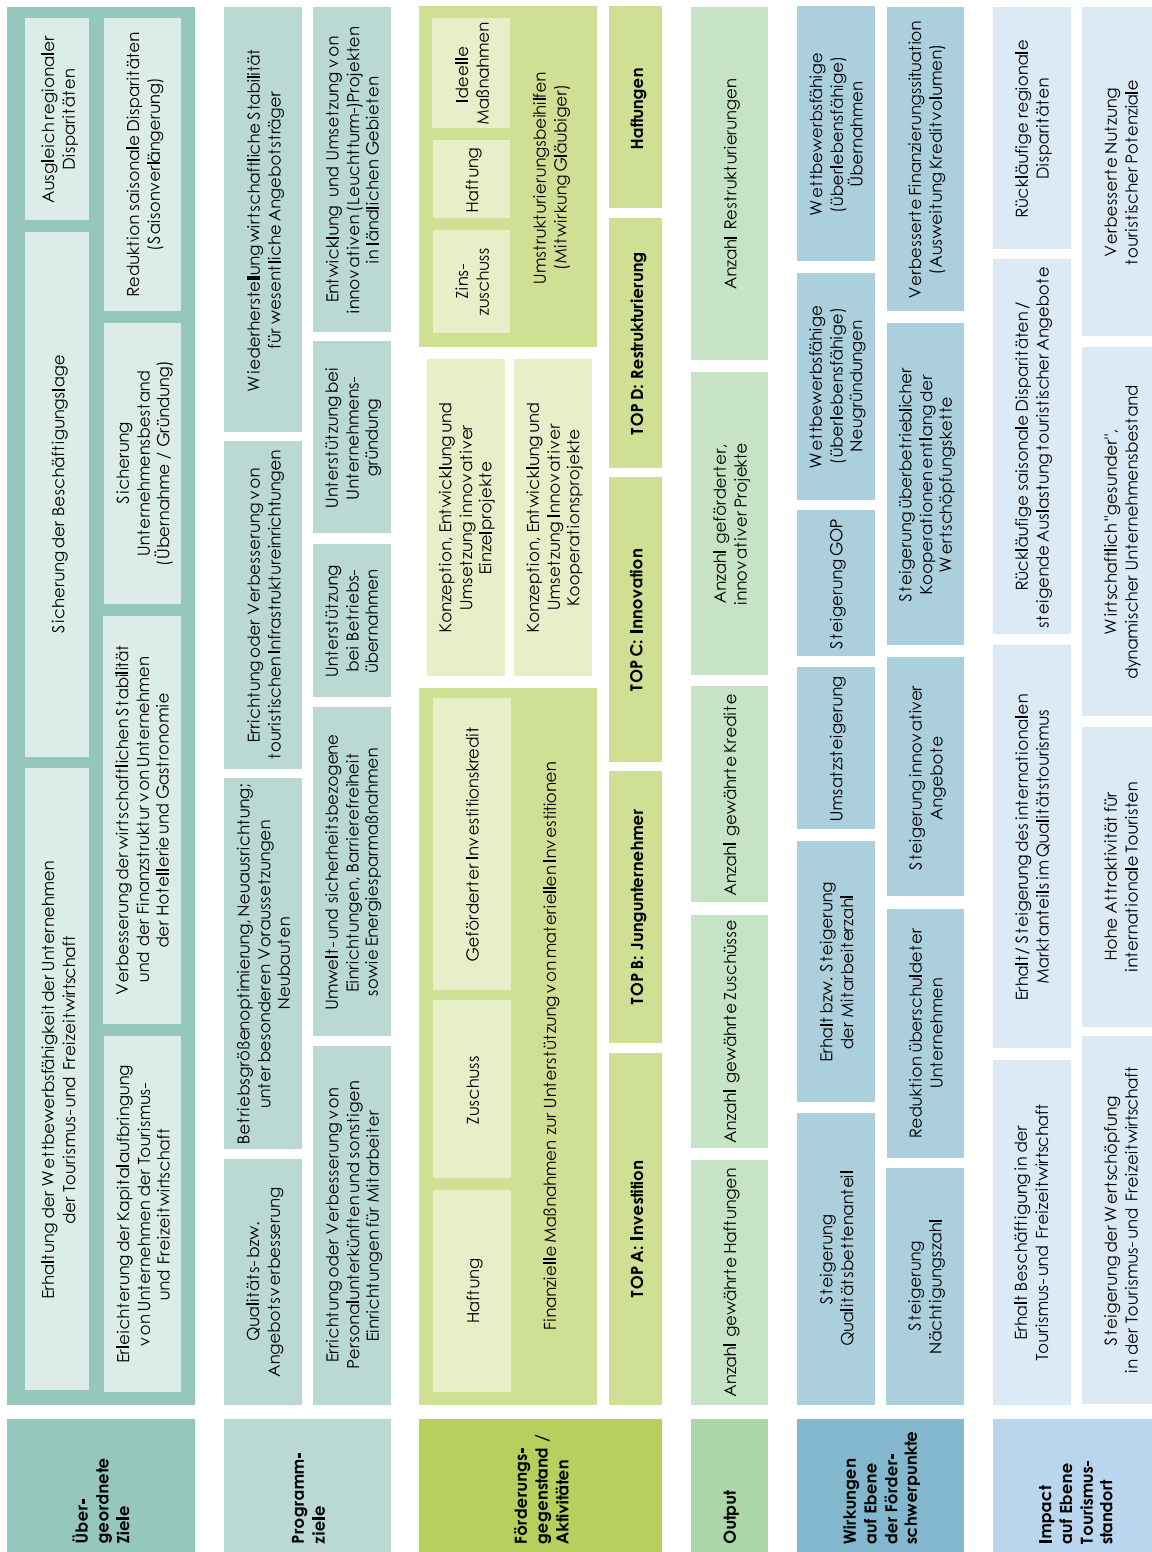 Über-
geordnete
Ziele
Erhaltung der Wettbewerbsfähigkeit der Unternehmen
der Tourismus- und Freizeitwirtschaft
Sicherung der Beschäftigungslage
Ausgleich regionaler
Disparitäten
Erleichterung der Kapitalaufbringung
von Unternehmen der Tourismus-
und Freizeitwirtschaft
Verbesserung der wirtschaftlichen Stabilität
und der Finanzstruktur von Unternehmen
der Hotellerie und Gastronomie
Sicherung
Unternehmensbestand
(Übernahme / Gründung)
Reduktion saisonale Disparitäten
(Saisonverlängerung)
Programm-
ziele
Qualitäts- bzw.
Angebotsverbesserung
Betriebsgrößenoptimierung, Neuausrichtung;
unter besonderen Voraussetzungen
Neubauten
Errichtung oder Verbesserung von
touristischen Infrastruktureinrichtungen
Wiederherstellung wirtschaftliche Stabilität
für wesentliche Angebotsträger
Errichtung oder Verbesserung von
Personalunterkünften und sonstigen
Einrichtungen für Mitarbeiter
Umwelt- und sicherheitsbezogene
Einrichtungen, Barrierefreiheit
sowie Energiesparmaßnahmen
Unterstützung
bei Betriebs-
übernahmen
Unterstützung bei
Unternehmens-
gründung
Entwicklung und Umsetzung von
innovativen (Leuchtturm-)Projekten
in ländlichen Gebieten
Förderungs-
gegenstand /
Aktivitäten
Haftung
Zuschuss
Geförderter Investitionskredit
Finanzielle Maßnahmen zur Unterstützung von materiellen Investitionen
Konzeption, Entwicklung und
Umsetzung innovativer
Einzelprojekte
Konzeption, Entwicklung und
Umsetzung Innovativer
Kooperationsprojekte
Zins-
zuschuss
Haftung
Ideelle
Maßnahmen
Umstrukturierungsbeihilfen
(Mitwirkung Gläubiger)
TOP A: Investition
TOP B: Jungunternehmer
TOP C: Innovation
TOP D: Restrukturierung
Haftungen
Output
Anzahl gewährte Haftungen
Anzahl gewährte Zuschüsse
Anzahl gewährte Kredite
Anzahl geförderter,
innovativer Projekte
Anzahl Restrukturierungen
Wirkungen
auf Ebene
der Förder-
schwerpunkte
Steigerung
Qualitätsbettenanteil
Erhalt bzw. Steigerung
der Mitarbeiterzahl
Umsatzsteigerung
Steigerung GOP
Wettbewerbsfähige
(überlebensfähige)
Neugründungen
Wettbewerbsfähige
(überlebensfähige)
Übernahmen
Steigerung
Nächtigungszahl
Reduktion überschuldeter
Unternehmen
Steigerung innovativer
Angebote
Steigerung überbetrieblicher
Kooperationen entlang der
Wertschöpfungskette
Verbesserte Finanzierungssituation
(Ausweitung Kreditvolumen)
Impact
auf Ebene
Tourismus-
standort
Erhalt Beschäftigung in der
Tourismus- und Freizeitwirtschaft
Erhalt / Steigerung des internationalen
Marktanteils im Qualitätstourismus
Rückläufige saisonale Disparitäten /
steigende Auslastung touristischer Angebote
Rückläufige regionale
Disparitäten
Steigerung der Wertschöpfung
in der Tourismus- und Freizeitwirtschaft
Hohe Attraktivität für
internationale Touristen
Wirtschaftlich "gesunder",
dynamischer Unternehmensbestand
Verbesserte Nutzung
touristischer Potenziale